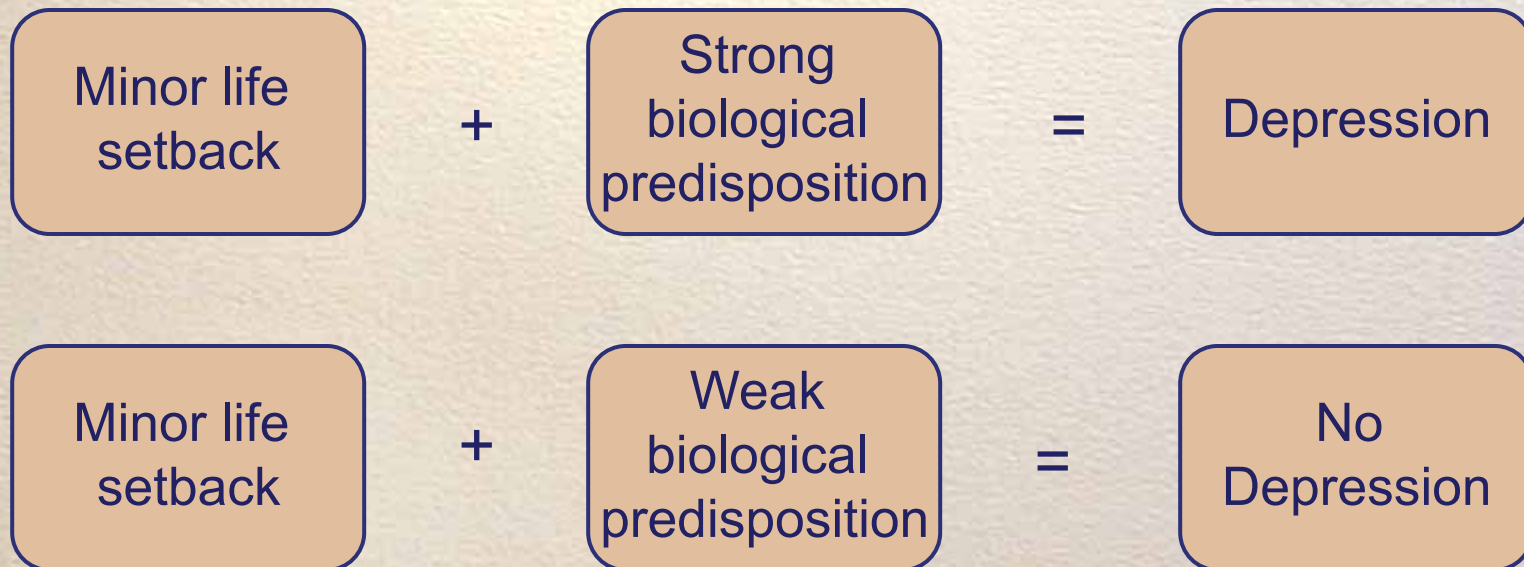 Minor life
setback
+
Strong
biological
predisposition
=
Depression
Minor life
setback
+
Weak
biological
predisposition
=
No
Depression